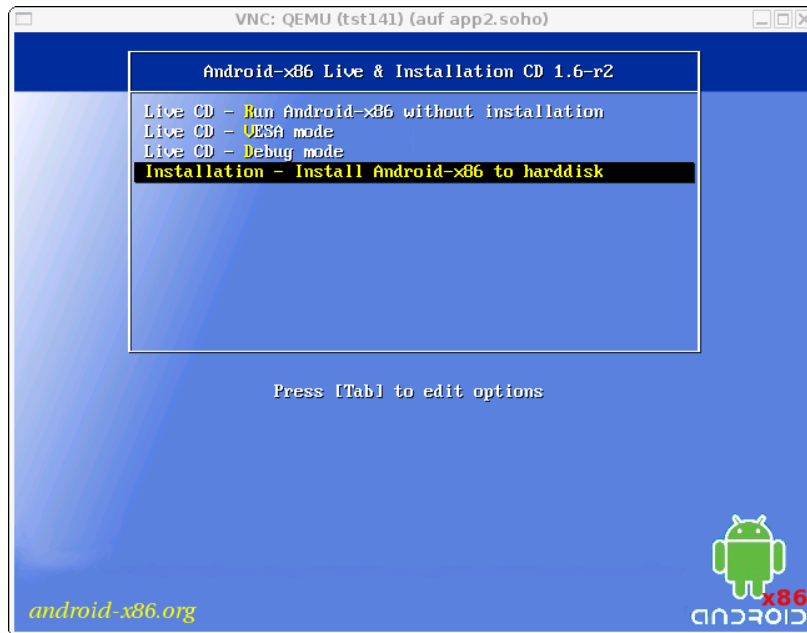 VNC: QEMU (tst141) (auf app2.soho)
Android-x86 Live & Installation CD 1.6-r2
Live CD - Run Android-x86 without installation
Live CD - VESA mode
Live CD - Debug mode
Installation - Install Android-x86 to harddisk
Press [Tab] to edit options
android-x86.org
x86
ANDROID